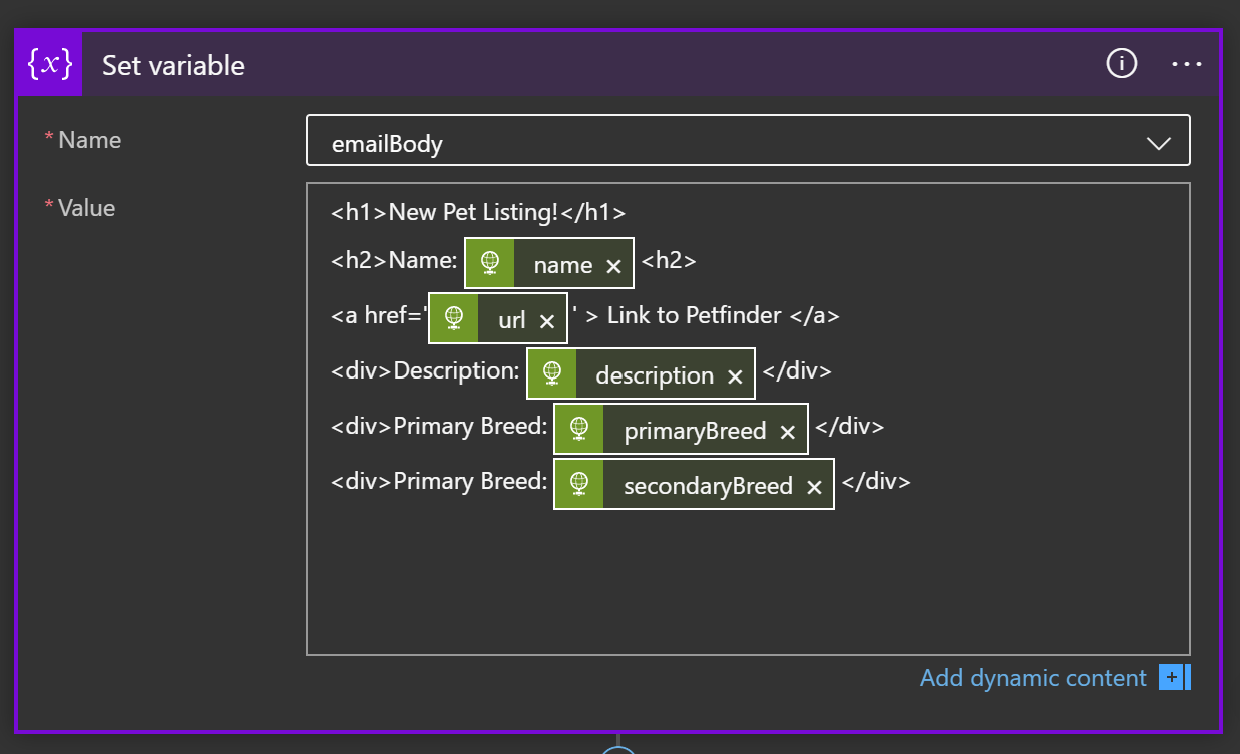 {x} Set variable
* Name
emailBody
* Value
<h1>New Pet Listing!</h1>
<h2>Name: name × <h2>
<a href=' url × ' > Link to Petfinder </a>
<div>Description: description × </div>
<div>Primary Breed: primaryBreed × </div>
<div>Primary Breed: secondaryBreed × </div>
Add dynamic content